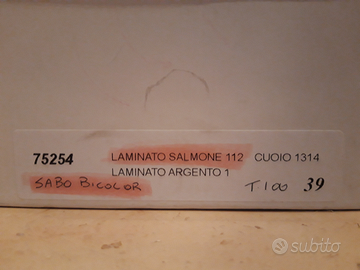 75254 LAMINATO SALMONE 112 CUOIO 1314
LAMINATO ARGENTO 1
SABO BICOLOR T100 39
subito